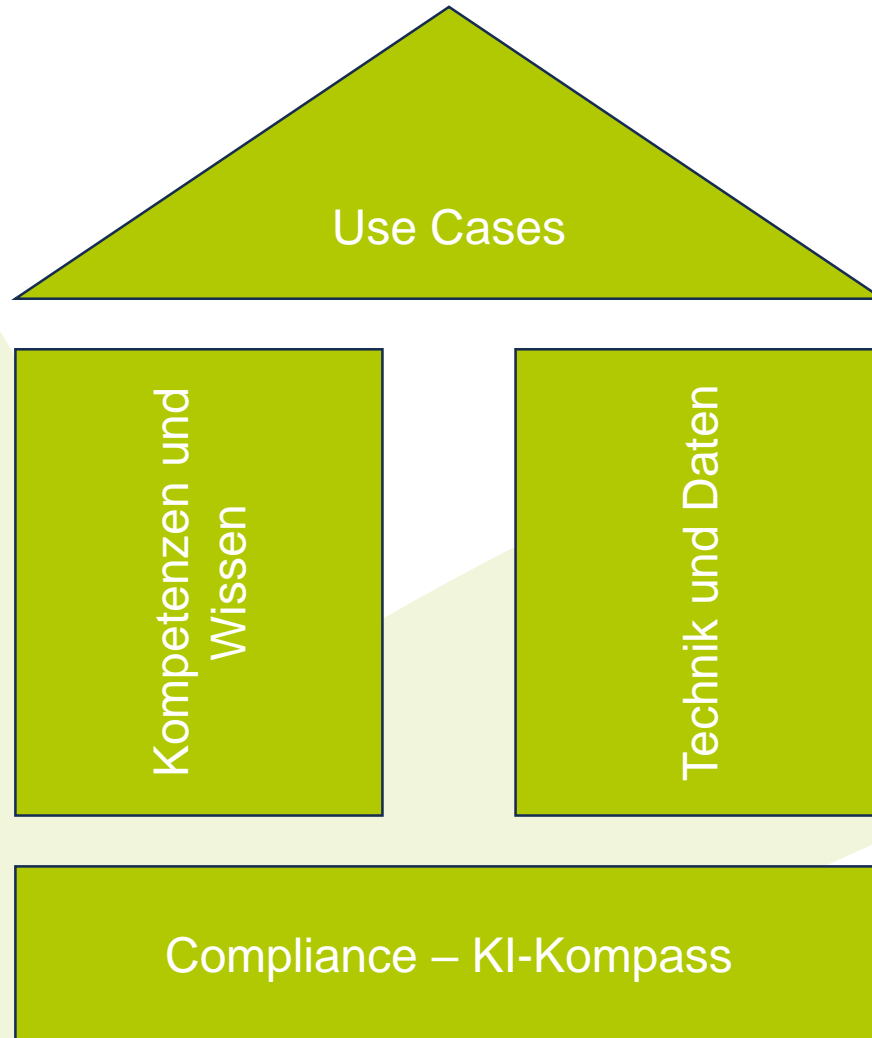 Use Cases
Kompetenzen und
Wissen
Technik und Daten
Compliance – KI-Kompass